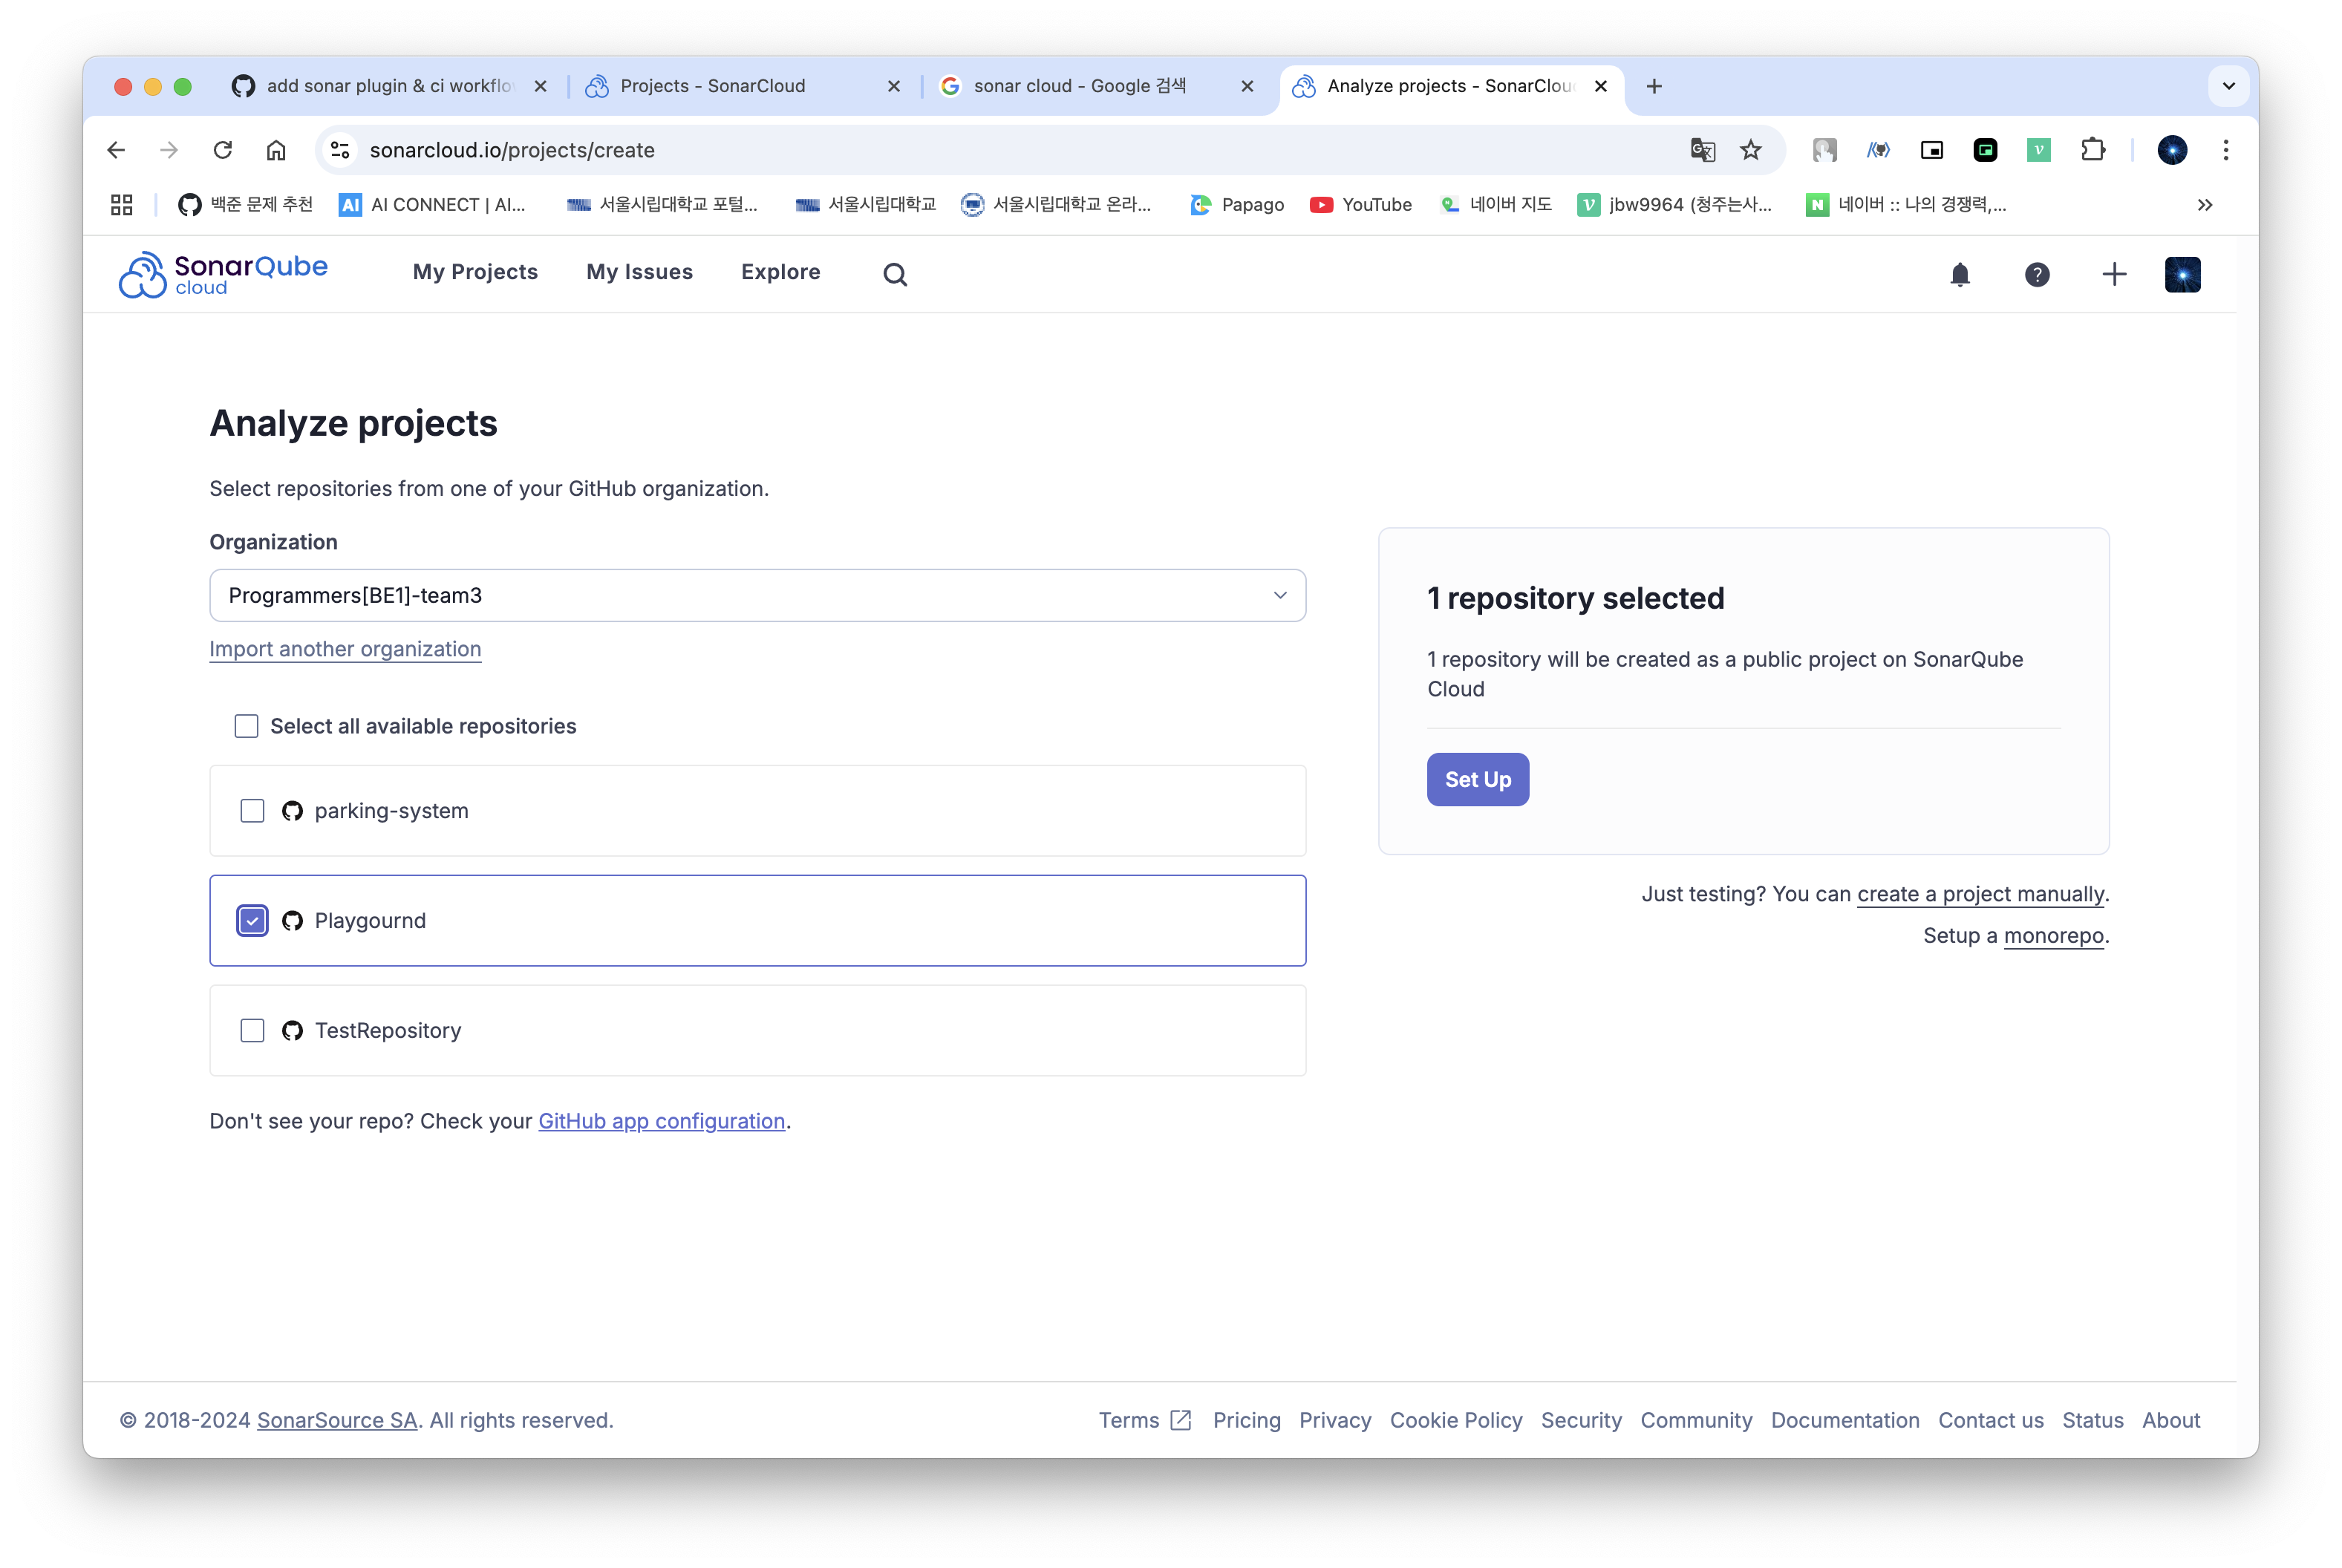 add sonar plugin & ci workflo
Projects - SonarCloud
sonar cloud - Google 검색
Analyze projects - SonarClou
sonarcloud.io/projects/create
백준 문제 추천
AI AI CONNECT | AI...
서울시립대학교 포털...
서울시립대학교
서울시립대학교 온라...
Papago
YouTube
네이버 지도
jbw9964 (청주는사...
N 네이버 :: 나의 경쟁력,...
SonarQube cloud
My Projects
My Issues
Explore
Analyze projects
Select repositories from one of your GitHub organization.
Organization
Programmers[BE1]-team3
Import another organization
Select all available repositories
parking-system
Playgournd
TestRepository
Don't see your repo? Check your GitHub app configuration.
1 repository selected
1 repository will be created as a public project on SonarQube
Cloud
Set Up
Just testing? You can create a project manually.
Setup a monorepo.
© 2018-2024 SonarSource SA. All rights reserved.
Terms Pricing Privacy Cookie Policy Security Community Documentation Contact us Status About